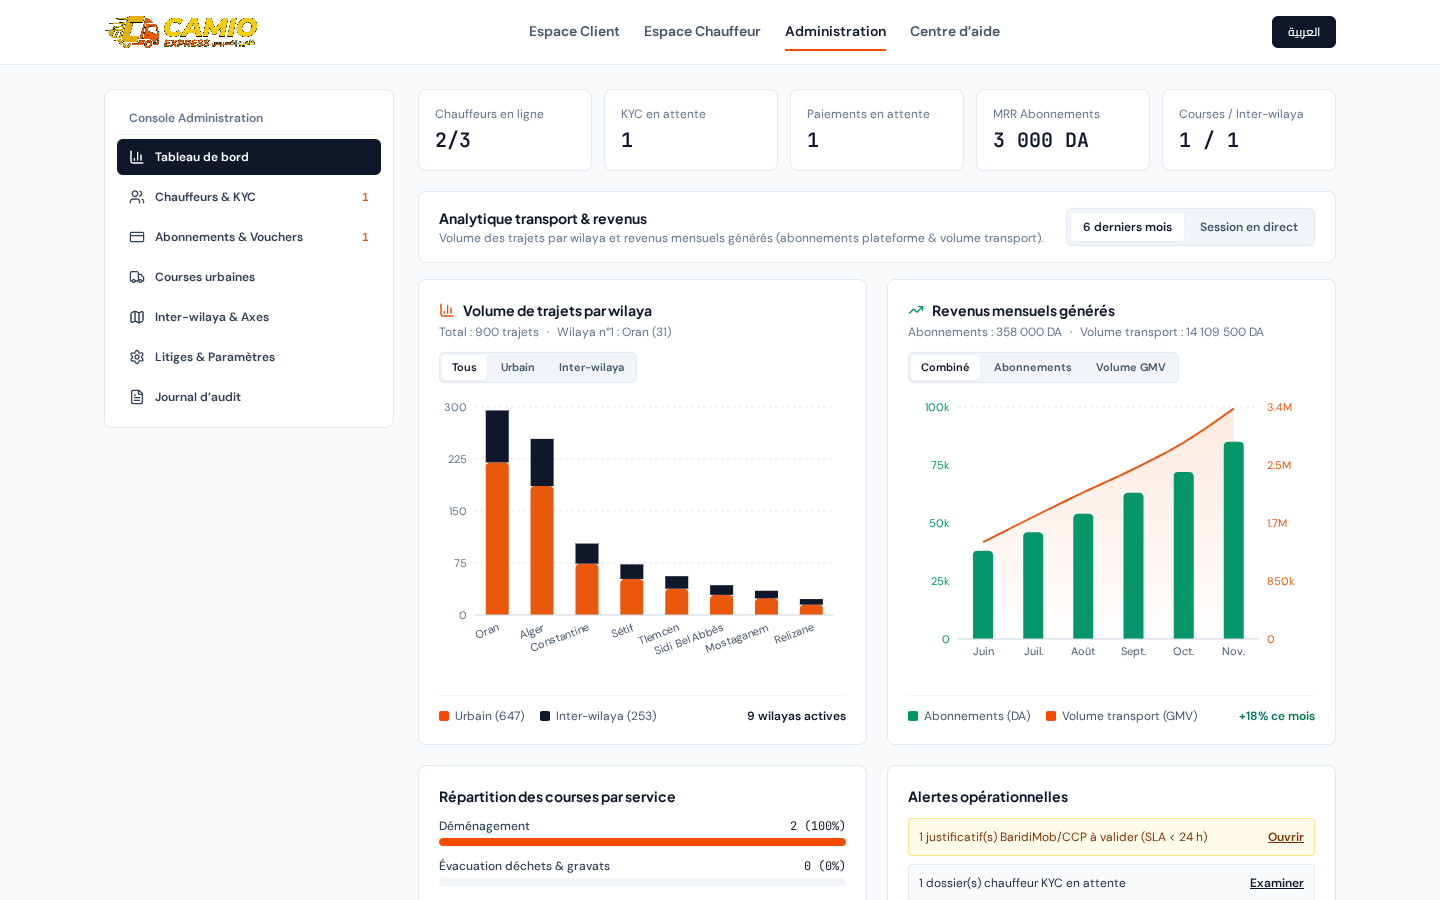 CAMIO
EXPRESS
Espace Client
Espace Chauffeur
Administration
Centre d’aide
العربية
Console Administration
Tableau de bord
Chauffeurs & KYC
1
Abonnements & Vouchers
1
Courses urbaines
Inter-wilaya & Axes
Litiges & Paramètres
Journal d’audit
Chauffeurs en ligne
2/3
KYC en attente
1
Paiements en attente
1
MRR Abonnements
3 000 DA
Courses / Inter-wilaya
1 / 1
Analytique transport & revenus
Volume des trajets par wilaya et revenus mensuels générés (abonnements plateforme & volume transport).
6 derniers mois
Session en direct
Volume de trajets par wilaya
Total : 900 trajets · Wilaya n°1 : Oran (31)
Tous
Urbain
Inter-wilaya
300
225
150
75
0
Oran
Alger
Constantine
Sétif
Tlemcen
Sidi Bel Abbès
Mostaganem
Relizane
Urbain (647)
Inter-wilaya (253)
9 wilayas actives
Revenus mensuels générés
Abonnements : 358 000 DA · Volume transport : 14 109 500 DA
Combiné
Abonnements
Volume GMV
100k
75k
50k
25k
0
3.4M
2.5M
1.7M
850k
0
Juin
Juil.
Août
Sept.
Oct.
Nov.
Abonnements (DA)
Volume transport (GMV)
+18% ce mois
Répartition des courses par service
Déménagement
2 (100%)
Évacuation déchets & gravats
0 (0%)
Alertes opérationnelles
1 justificatif(s) BaridiMob/CCP à valider (SLA < 24 h)
Ouvrir
1 dossier(s) chauffeur KYC en attente
Examiner